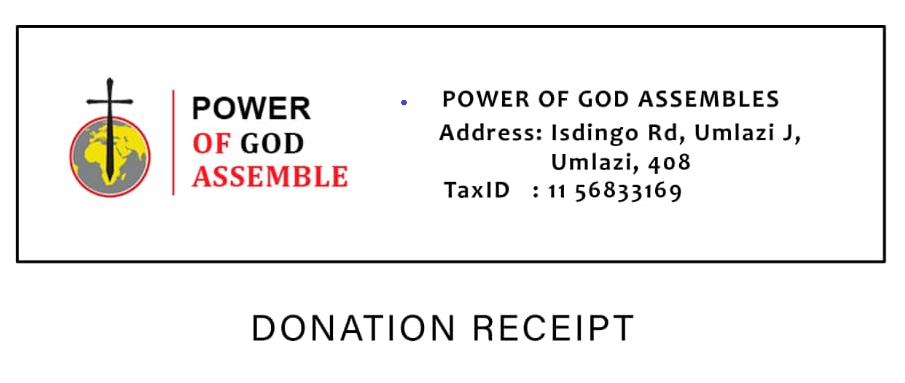 POWER
OF GOD
ASSEMBLE
POWER OF GOD ASSEMBLES
Address: Isdingo Rd, Umlazi J,
Umlazi, 408
TaxID : 11 56833169
DONATION RECEIPT